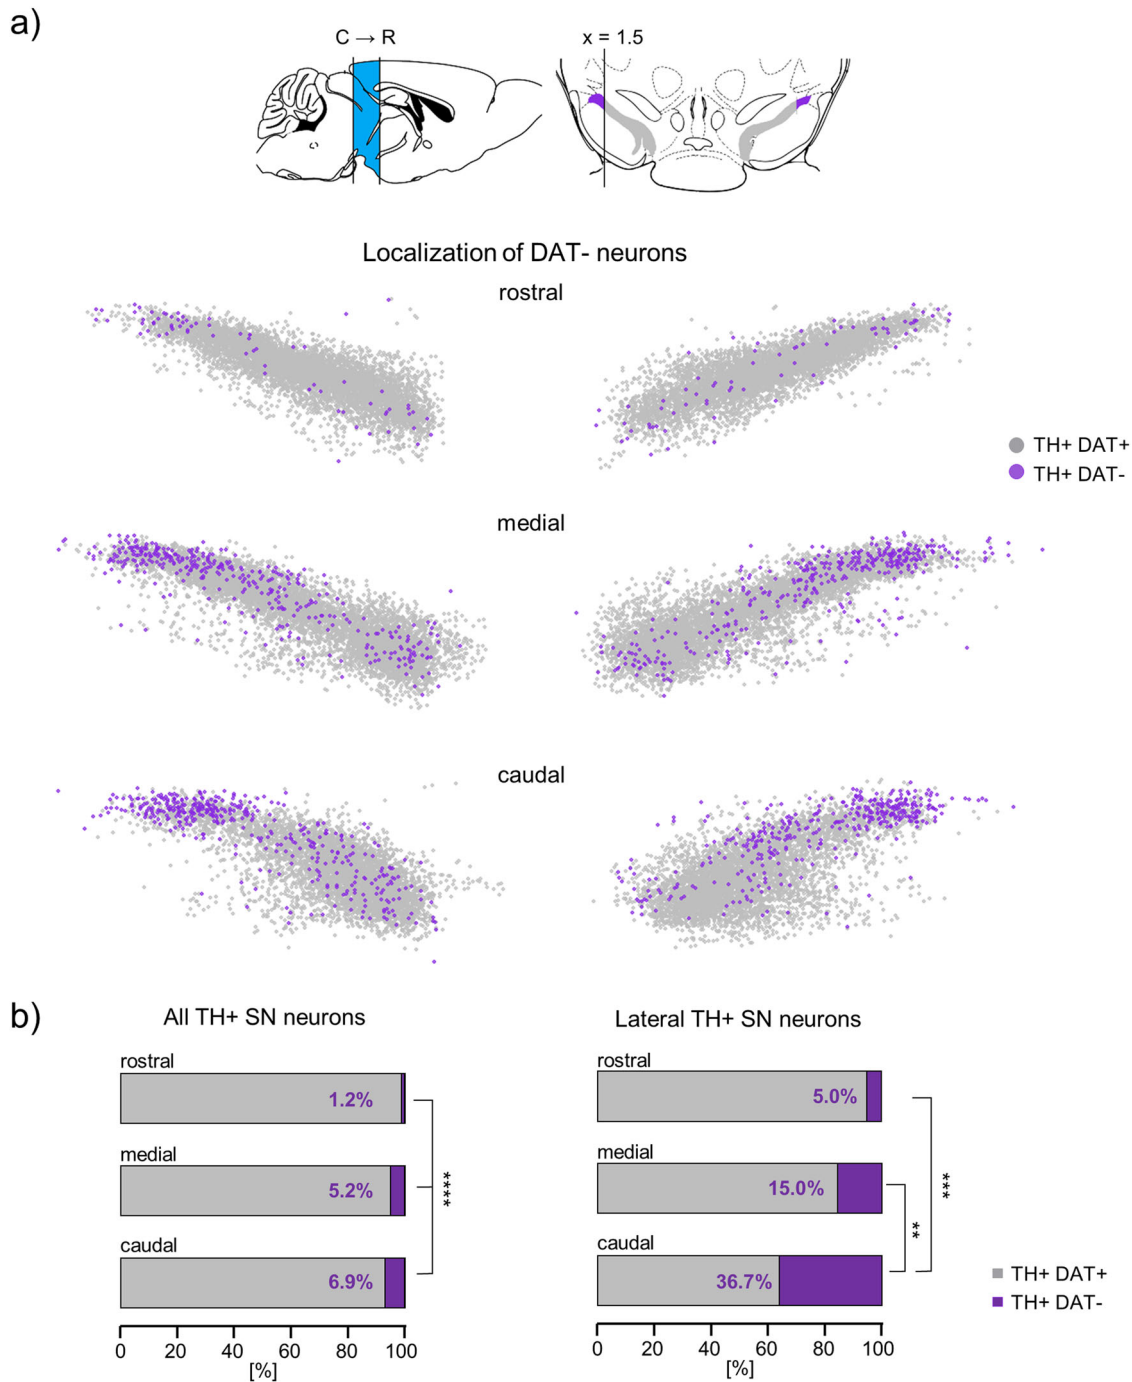 a)
C → R
x = 1.5
Localization of DAT- neurons
rostral
TH+ DAT+
TH+ DAT-
medial
caudal
b)
All TH+ SN neurons
rostral
1.2%
medial
5.2%
caudal
6.9%
****
0 20 40 60 80 100
[%]
Lateral TH+ SN neurons
rostral
5.0%
medial
15.0%
caudal
36.7%
**
***
0 20 40 60 80 100
[%]
TH+ DAT+
TH+ DAT-